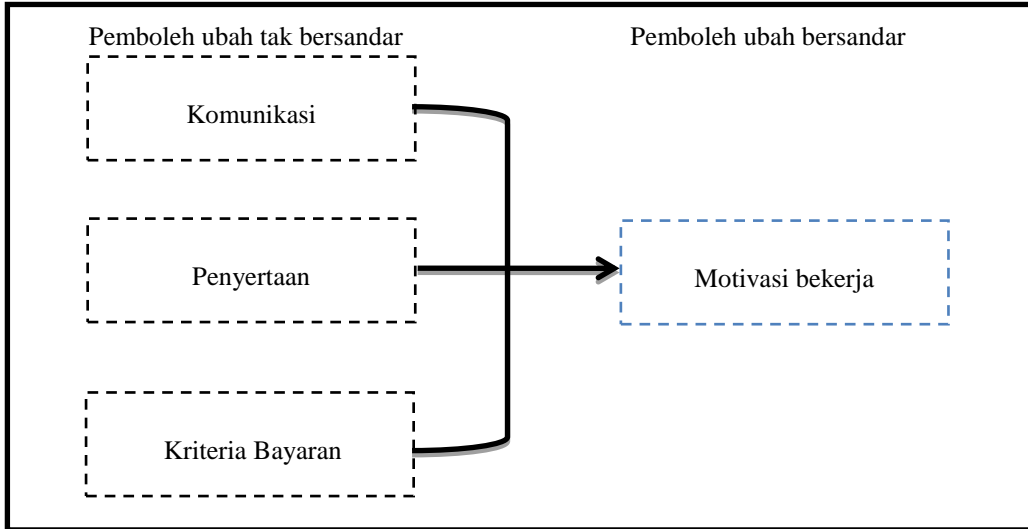 Pemboleh ubah tak bersandar
Pemboleh ubah bersandar
Komunikasi
Penyertaan
Motivasi bekerja
Kriteria Bayaran